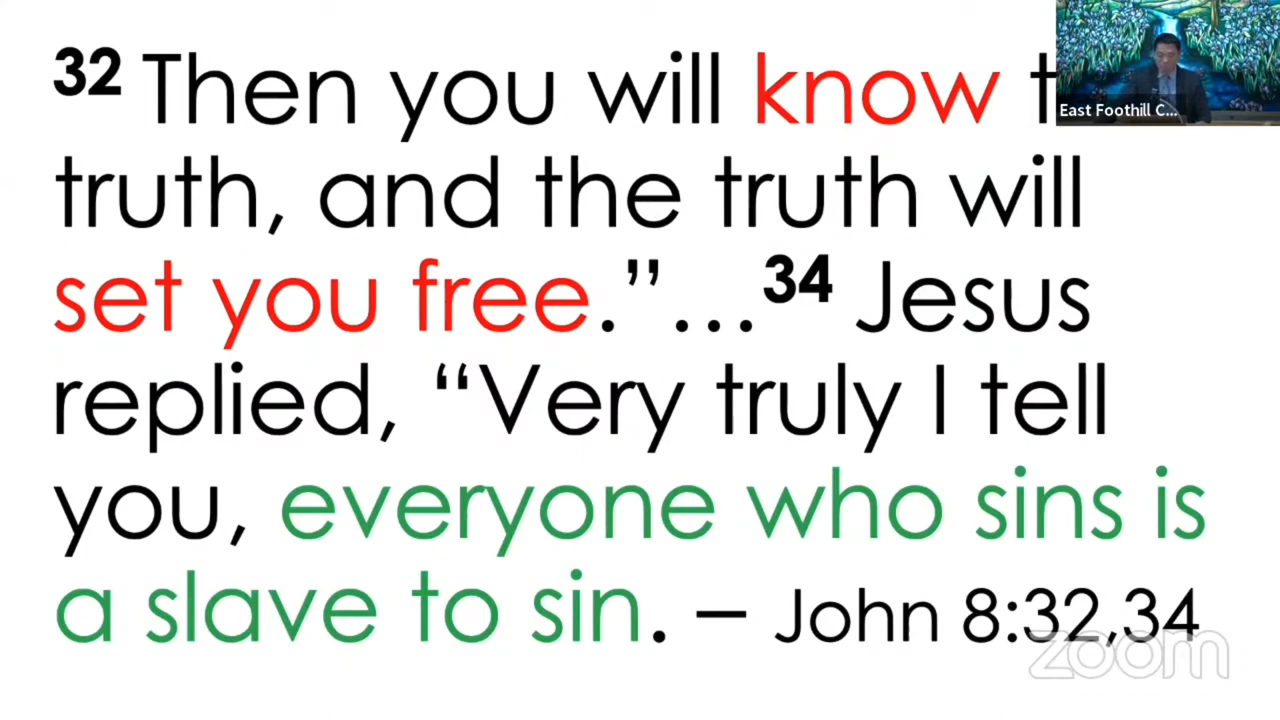 32 Then you will know t
truth, and the truth will
set you free.”…34 Jesus
replied, “Very truly I tell
you, everyone who sins is
a slave to sin. – John 8:32,34
East Foothill C...
zoom